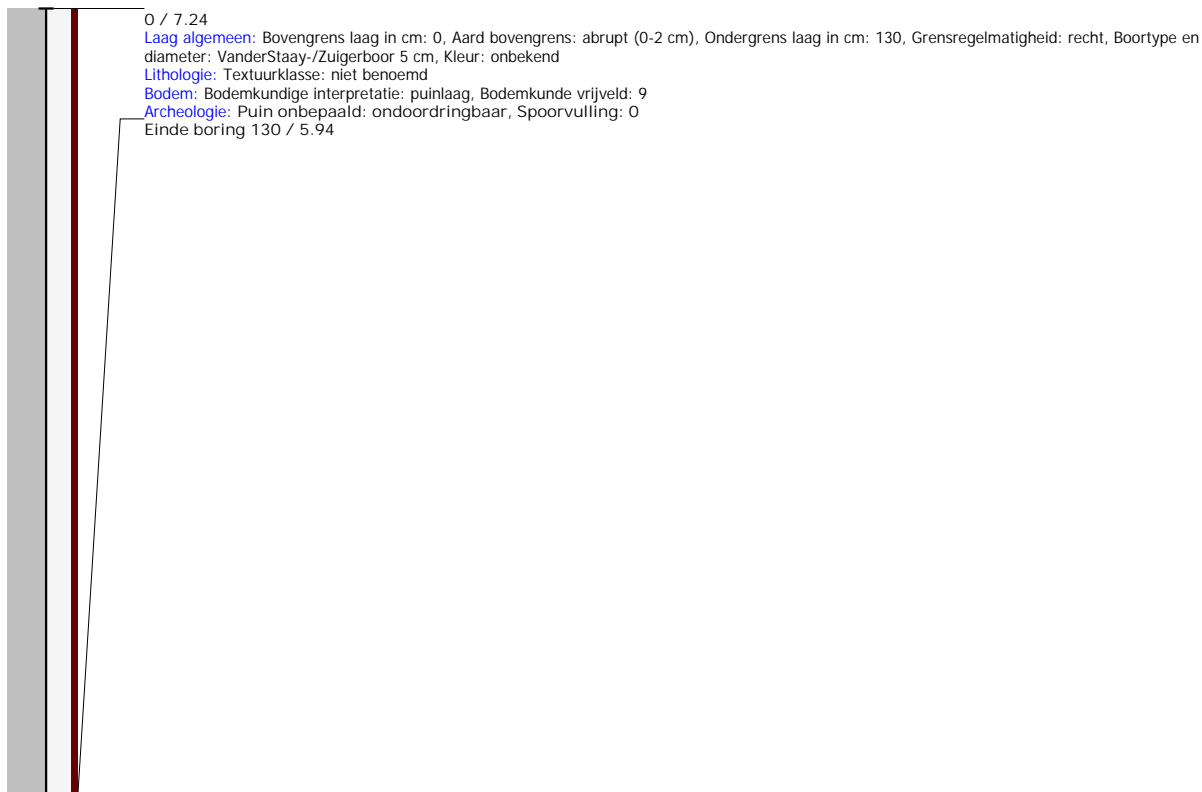 0 / 7.24
Laag algemeen: Bovengrens laag in cm: 0, Aard bovengrens: abrupt (0-2 cm), Ondergrens laag in cm: 130, Grensregelmatigheid: recht, Boortype en
diameter: VanderStaay-/Zuigerboor 5 cm, Kleur: onbekend
Lithologie: Textuurklasse: niet benoemd
Bodem: Bodemkundige interpretatie: puinlaag, Bodemkunde vrijveld: 9
Archeologie: Puin onbepaald: ondoordringbaar, Spoorvulling: 0
Einde boring 130 / 5.94